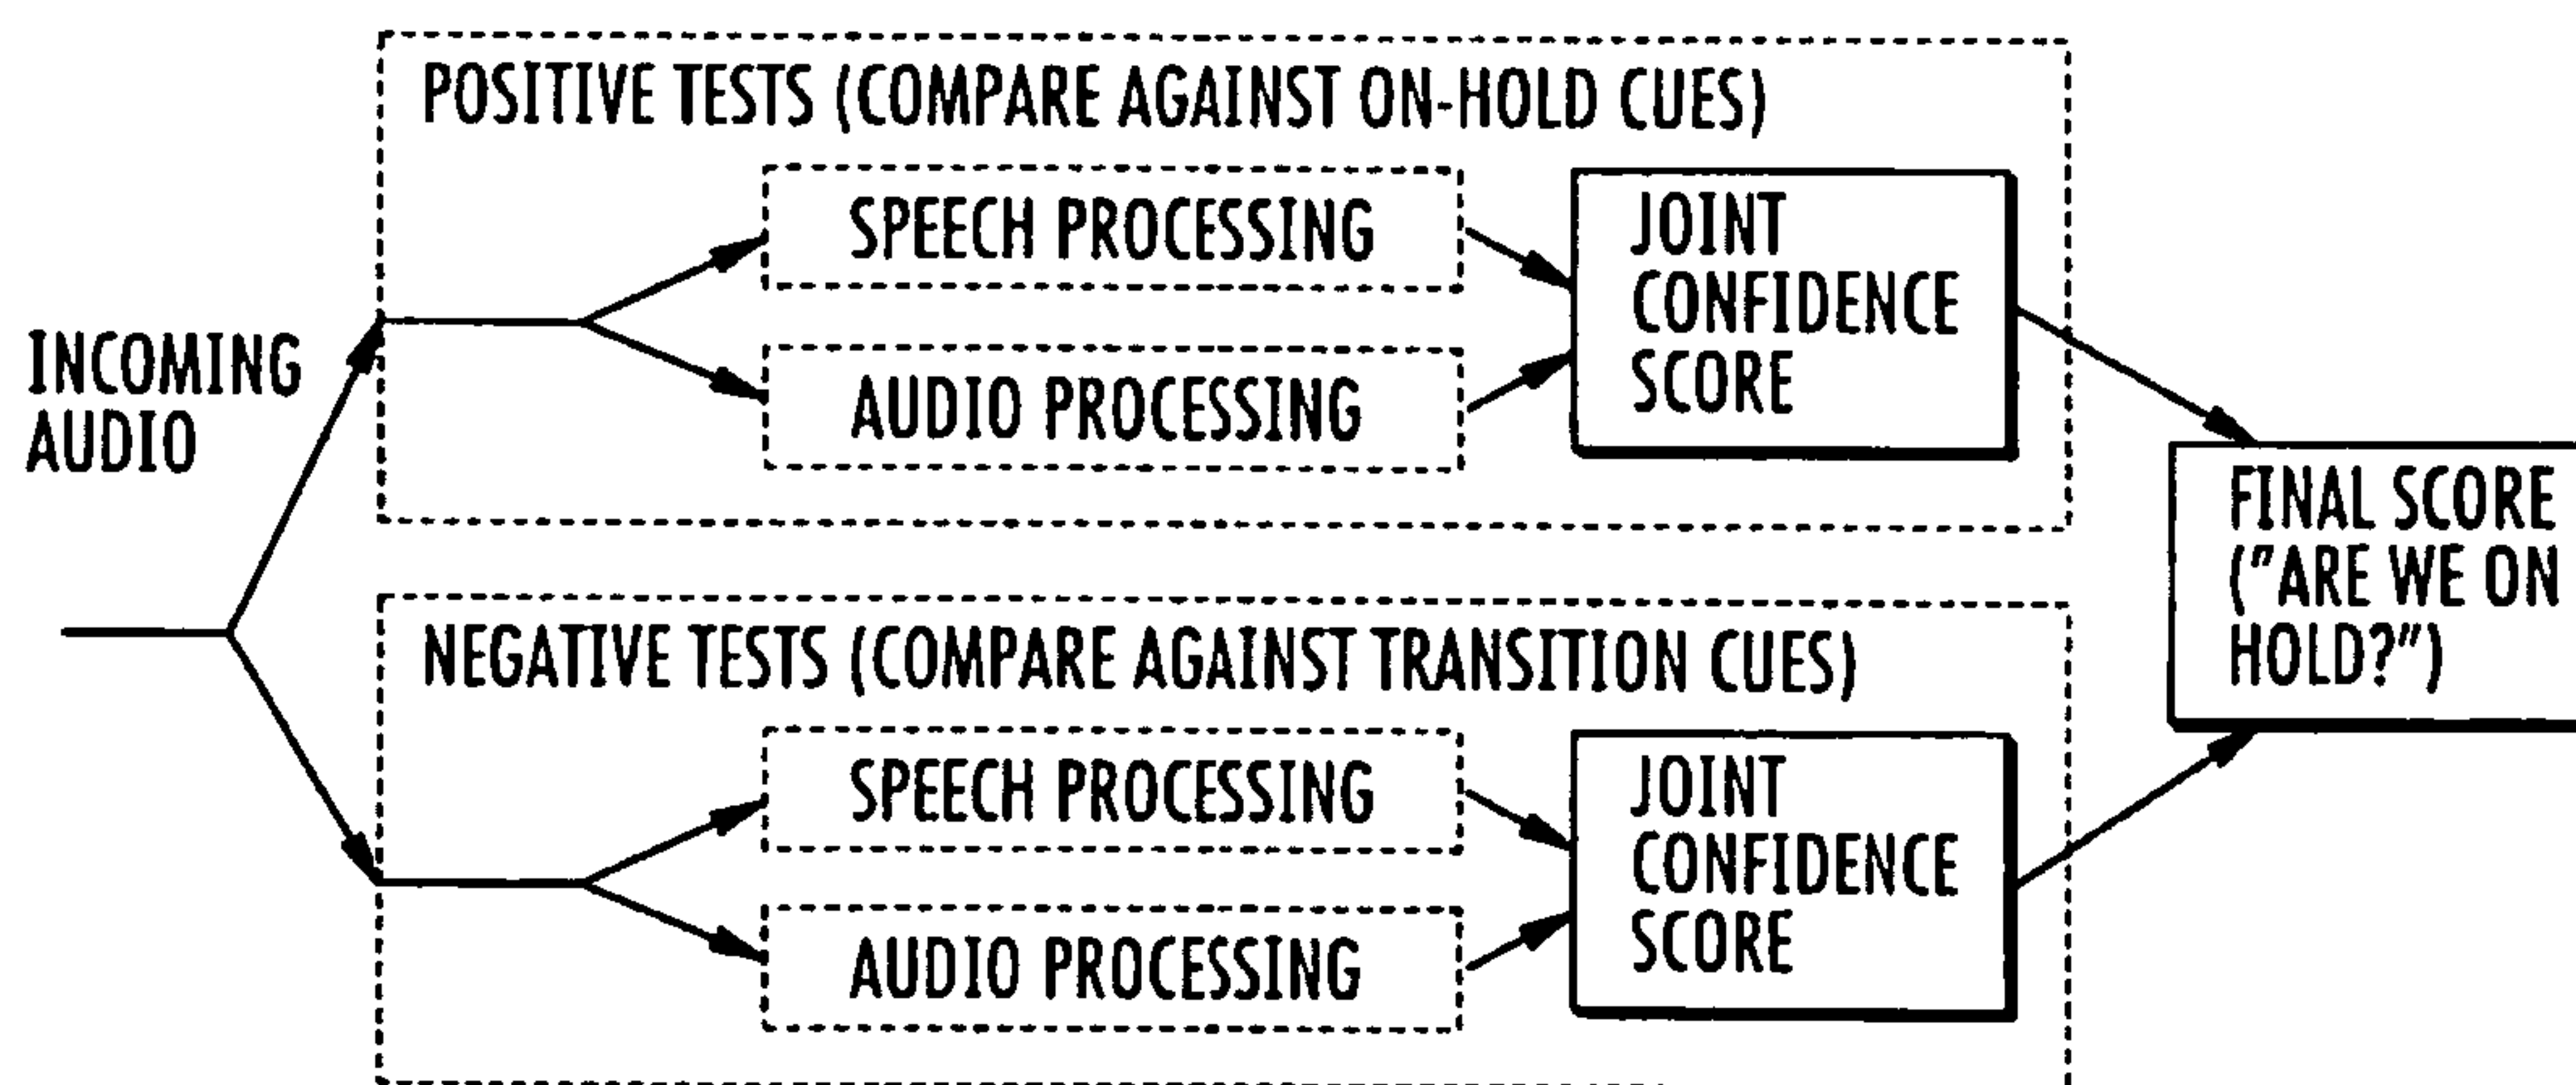 POSITIVE TESTS (COMPARE AGAINST ON-HOLD CUES)
SPEECH PROCESSING
AUDIO PROCESSING
JOINT
CONFIDENCE
SCORE
INCOMING
AUDIO
NEGATIVE TESTS (COMPARE AGAINST TRANSITION CUES)
SPEECH PROCESSING
AUDIO PROCESSING
JOINT
CONFIDENCE
SCORE
FINAL SCORE
("ARE WE ON
HOLD?")